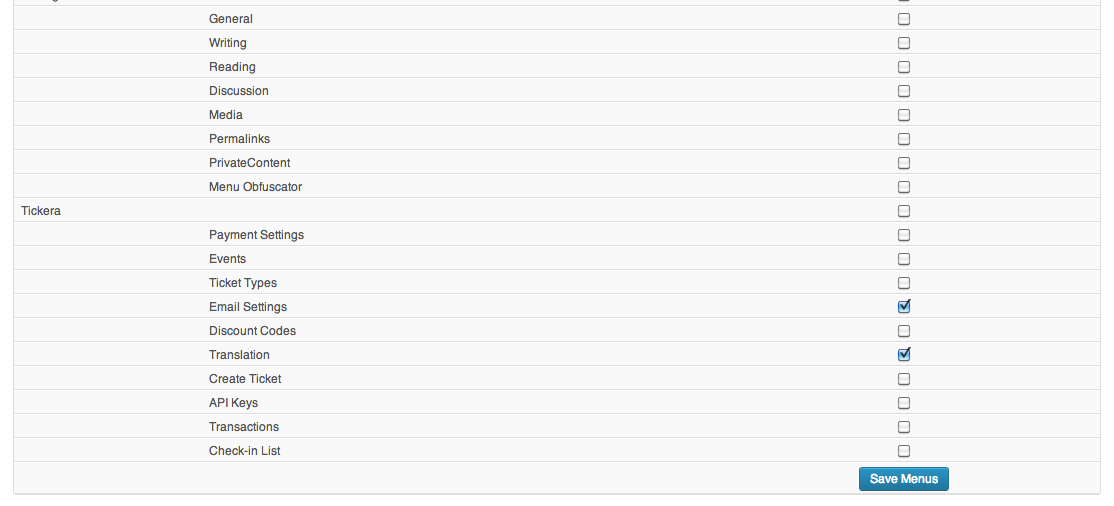 General
Writing
Reading
Discussion
Media
Permalinks
PrivateContent
Menu Obfuscator
Tickera
Payment Settings
Events
Ticket Types
Email Settings
Discount Codes
Translation
Create Ticket
API Keys
Transactions
Check-in List
Save Menus